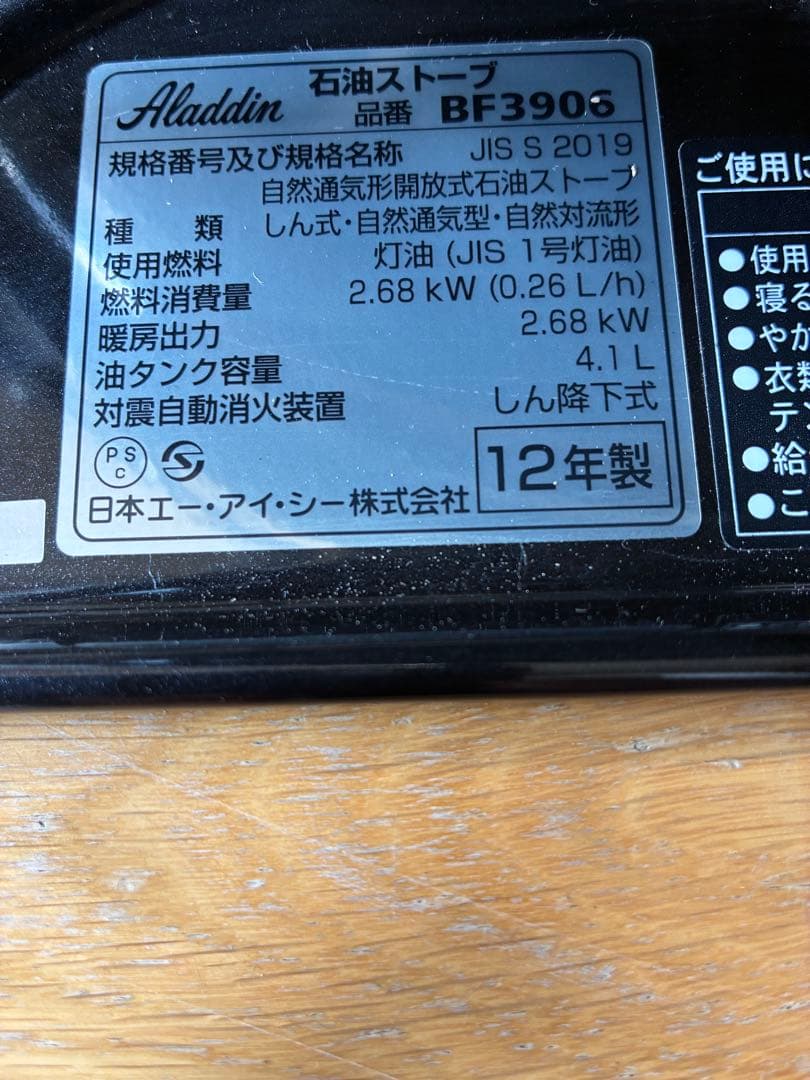 Aladdin 石油ストーブ
品番 BF3906
規格番号及び規格名称 JIS S 2019
自然通気形開放式石油ストーブ
種類 しん式・自然通気型・自然対流形
使用燃料 灯油 (JIS 1号灯油)
燃料消費量 2.68 kW (0.26 L/h)
暖房出力 2.68 kW
油タンク容量 4.1 L
対震自動消火装置 しん降下式
PS
C
日本エー・アイ・シー株式会社
12年製
ご使用に
●使用
●寝る
●やか
●衣類
テン
●給
●こ